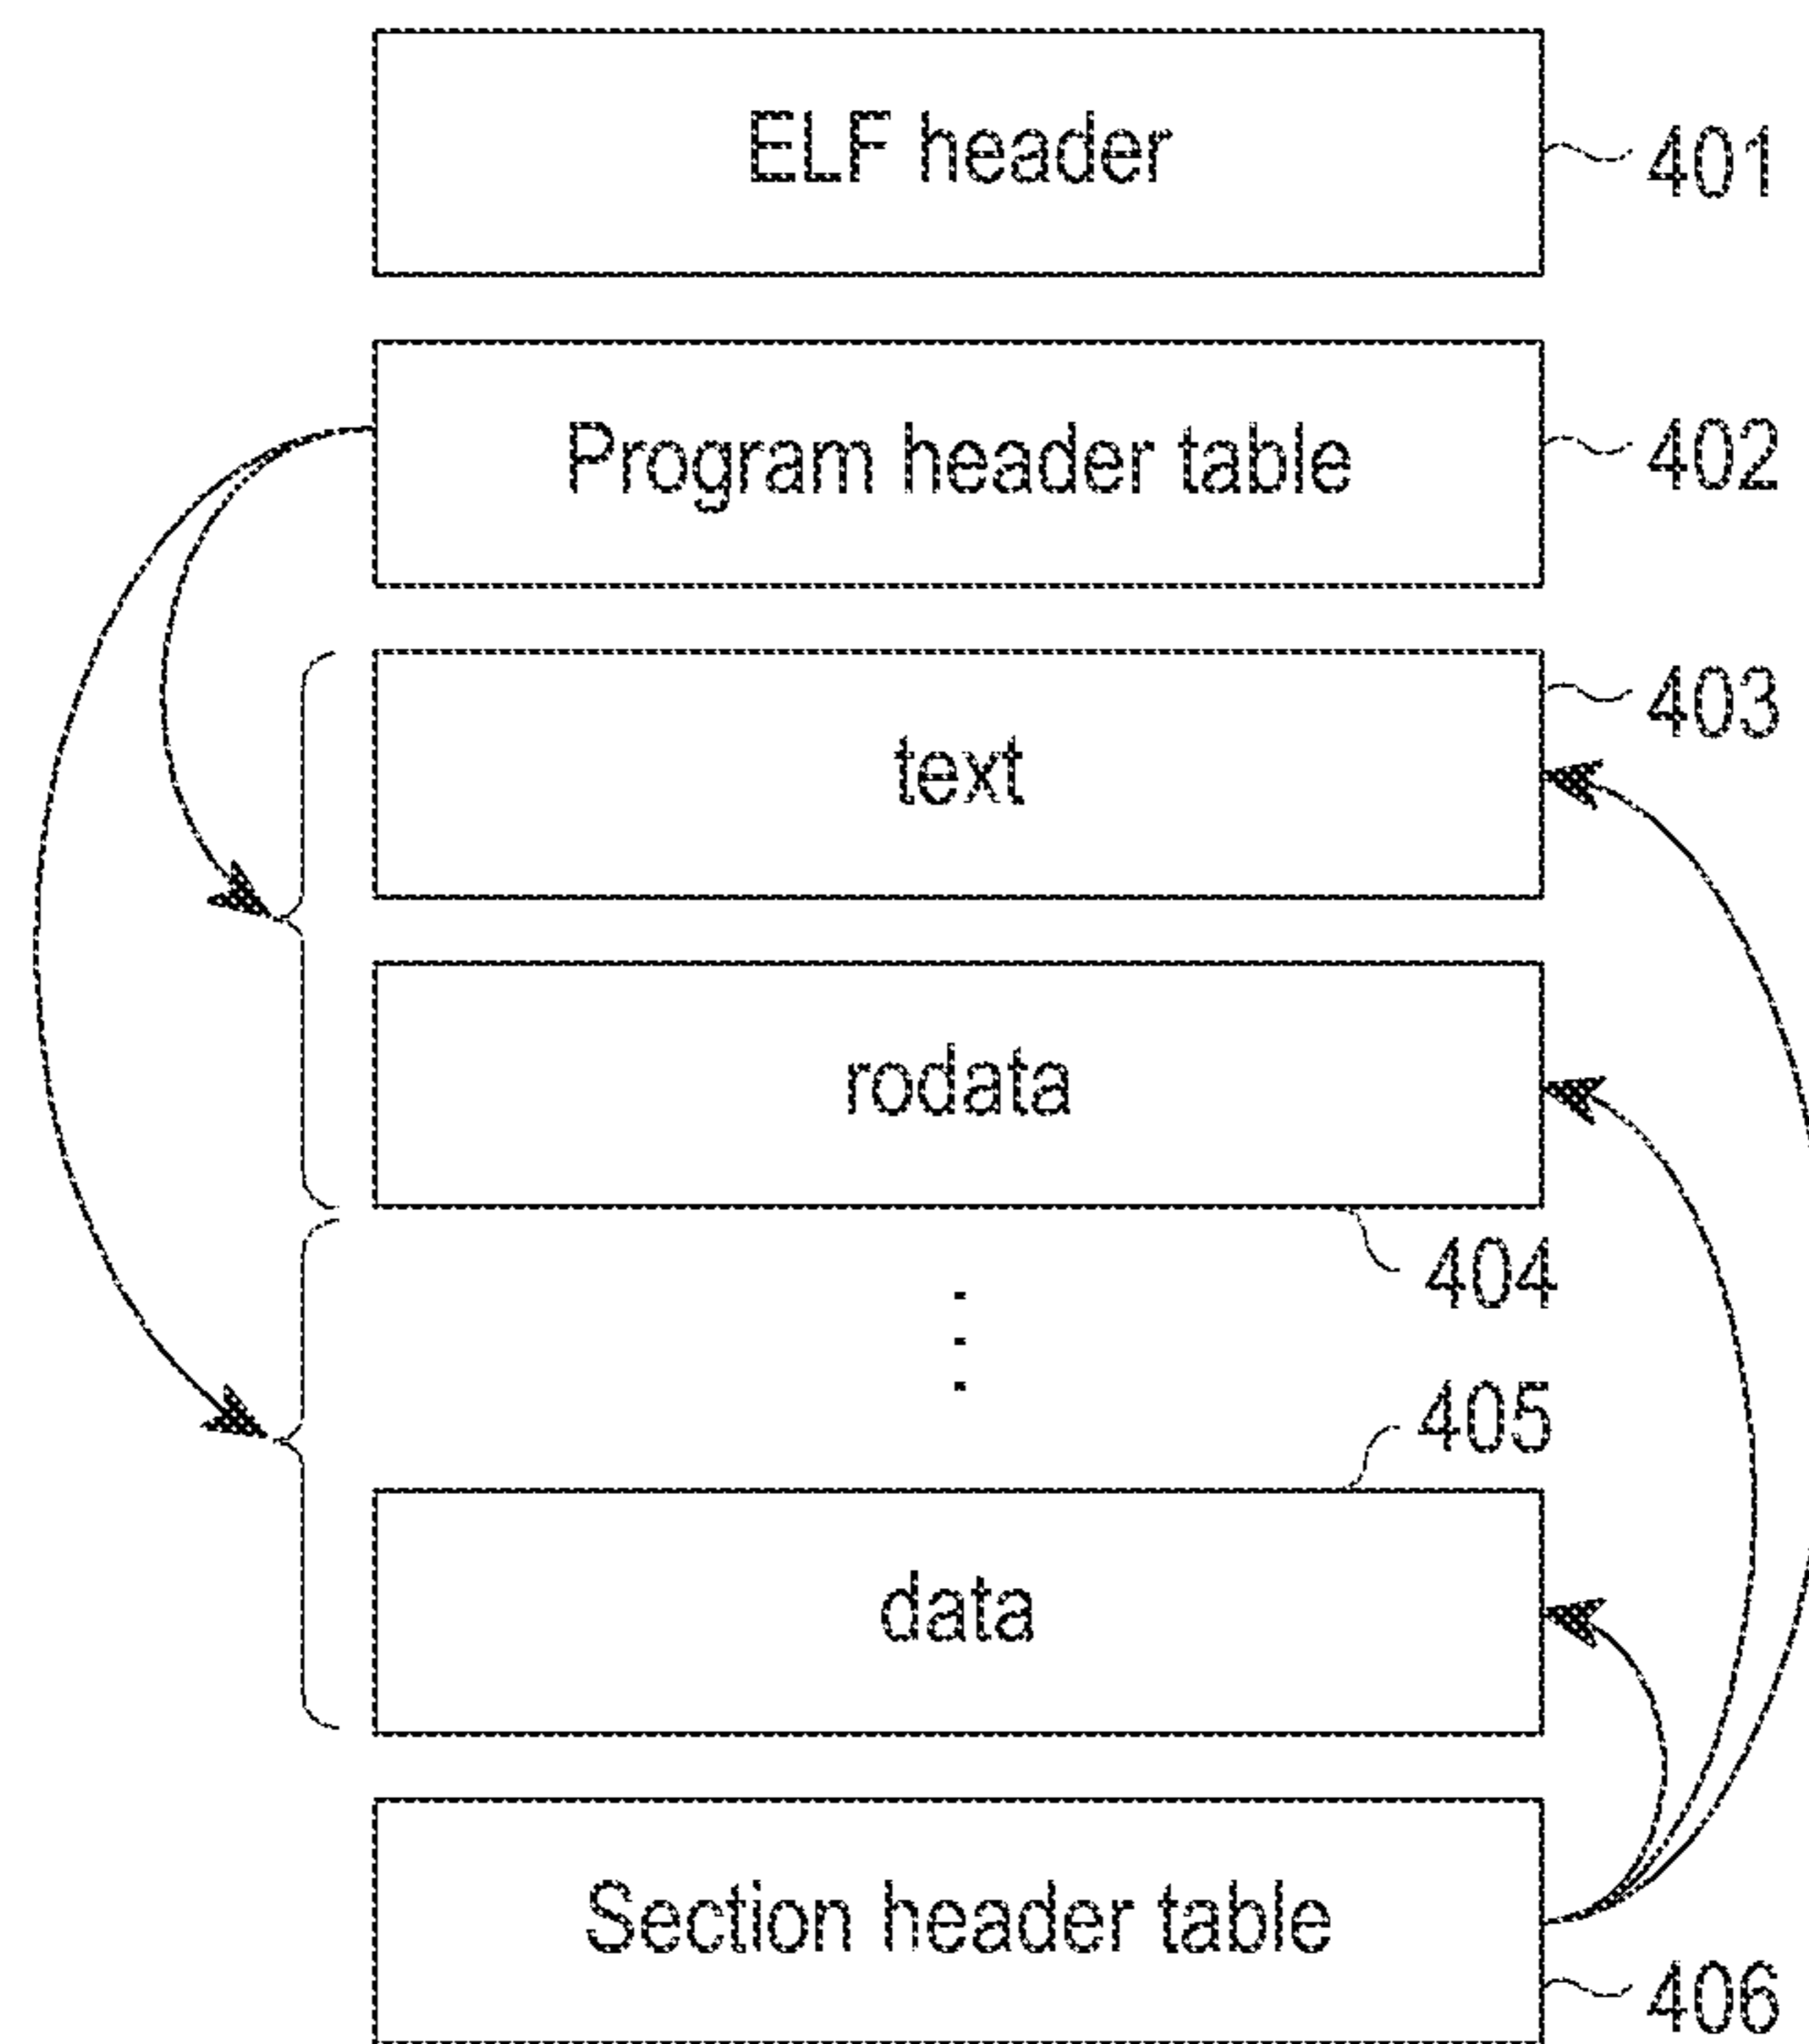 ELF header
401
Program header table
402
403
text
rodata
404
405
data
Section header table
406